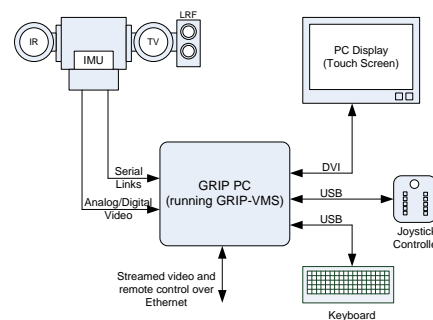 LRF
IR
TV
IMU
PC Display
(Touch Screen)
Serial
Links
Analog/Digital
Video
GRIP PC
(running GRIP-VMS)
DVI
USB
USB
Joystick
Controlle
Streamed video and
remote control over
Ethernet
Keyboard